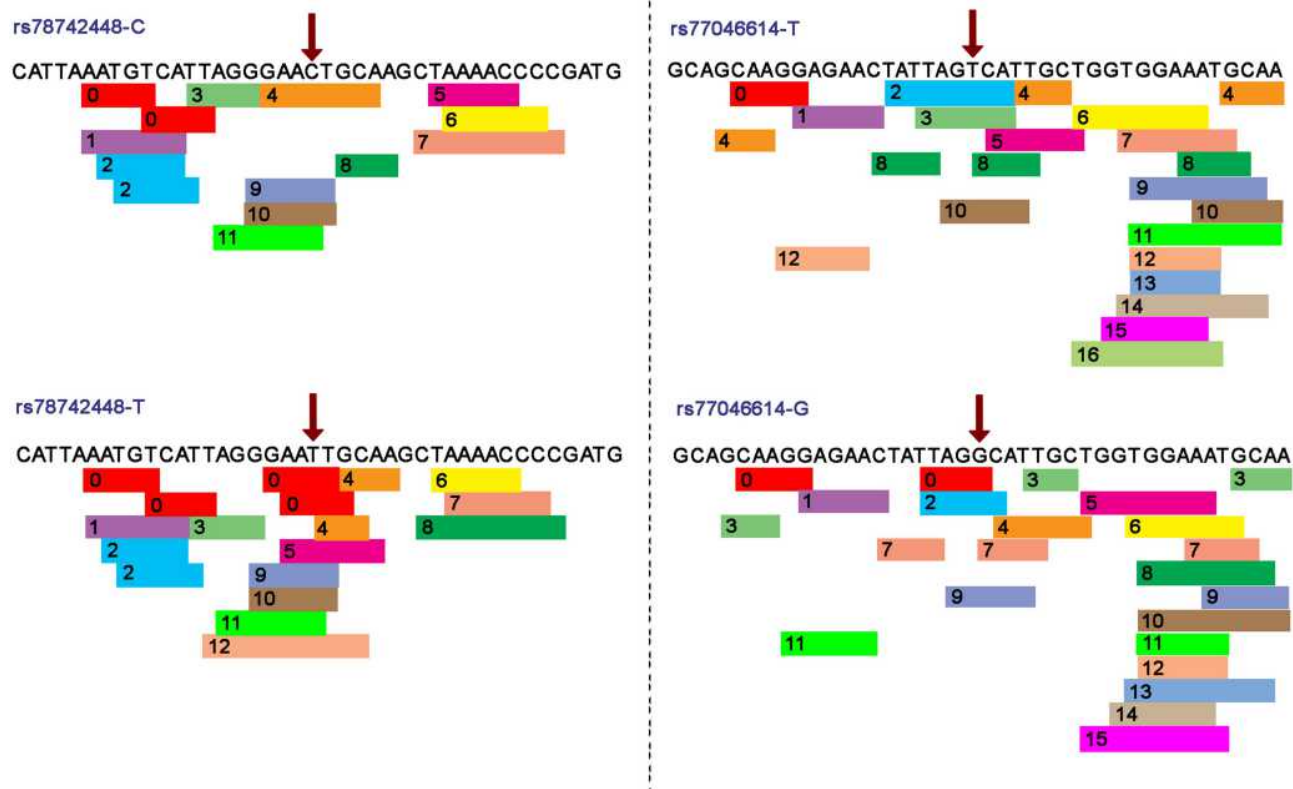 rs78742448-C
CATTAAATGTCATTAGGGAACTGCAAGCTAAAACCCCGATG
0 3 4 5
0 6
1 7
2 8
2 9
10
11
rs77046614-T
GCAGCAAGGAGAACTATTAGTCATTGCTGGTGGAAATGCAA
0 2 4 4
1 3 6
4 5 7
8 8 8
9
10 10
11
12 12
13
14
15
16
rs78742448-T
CATTAAATGTCATTAGGGAATTGCAAGCTAAAACCCCGATG
0 0 4 6
0 0 7
1 3 4 8
2 5
2 9
10
11
12
rs77046614-G
GCAGCAAGGAGAACTATTAGGCATTGCTGGTGGAAATGCAA
0 0 3 3
1 2 5
3 4 6
7 7 7
8
9 9
10
11 11
12
13
14
15